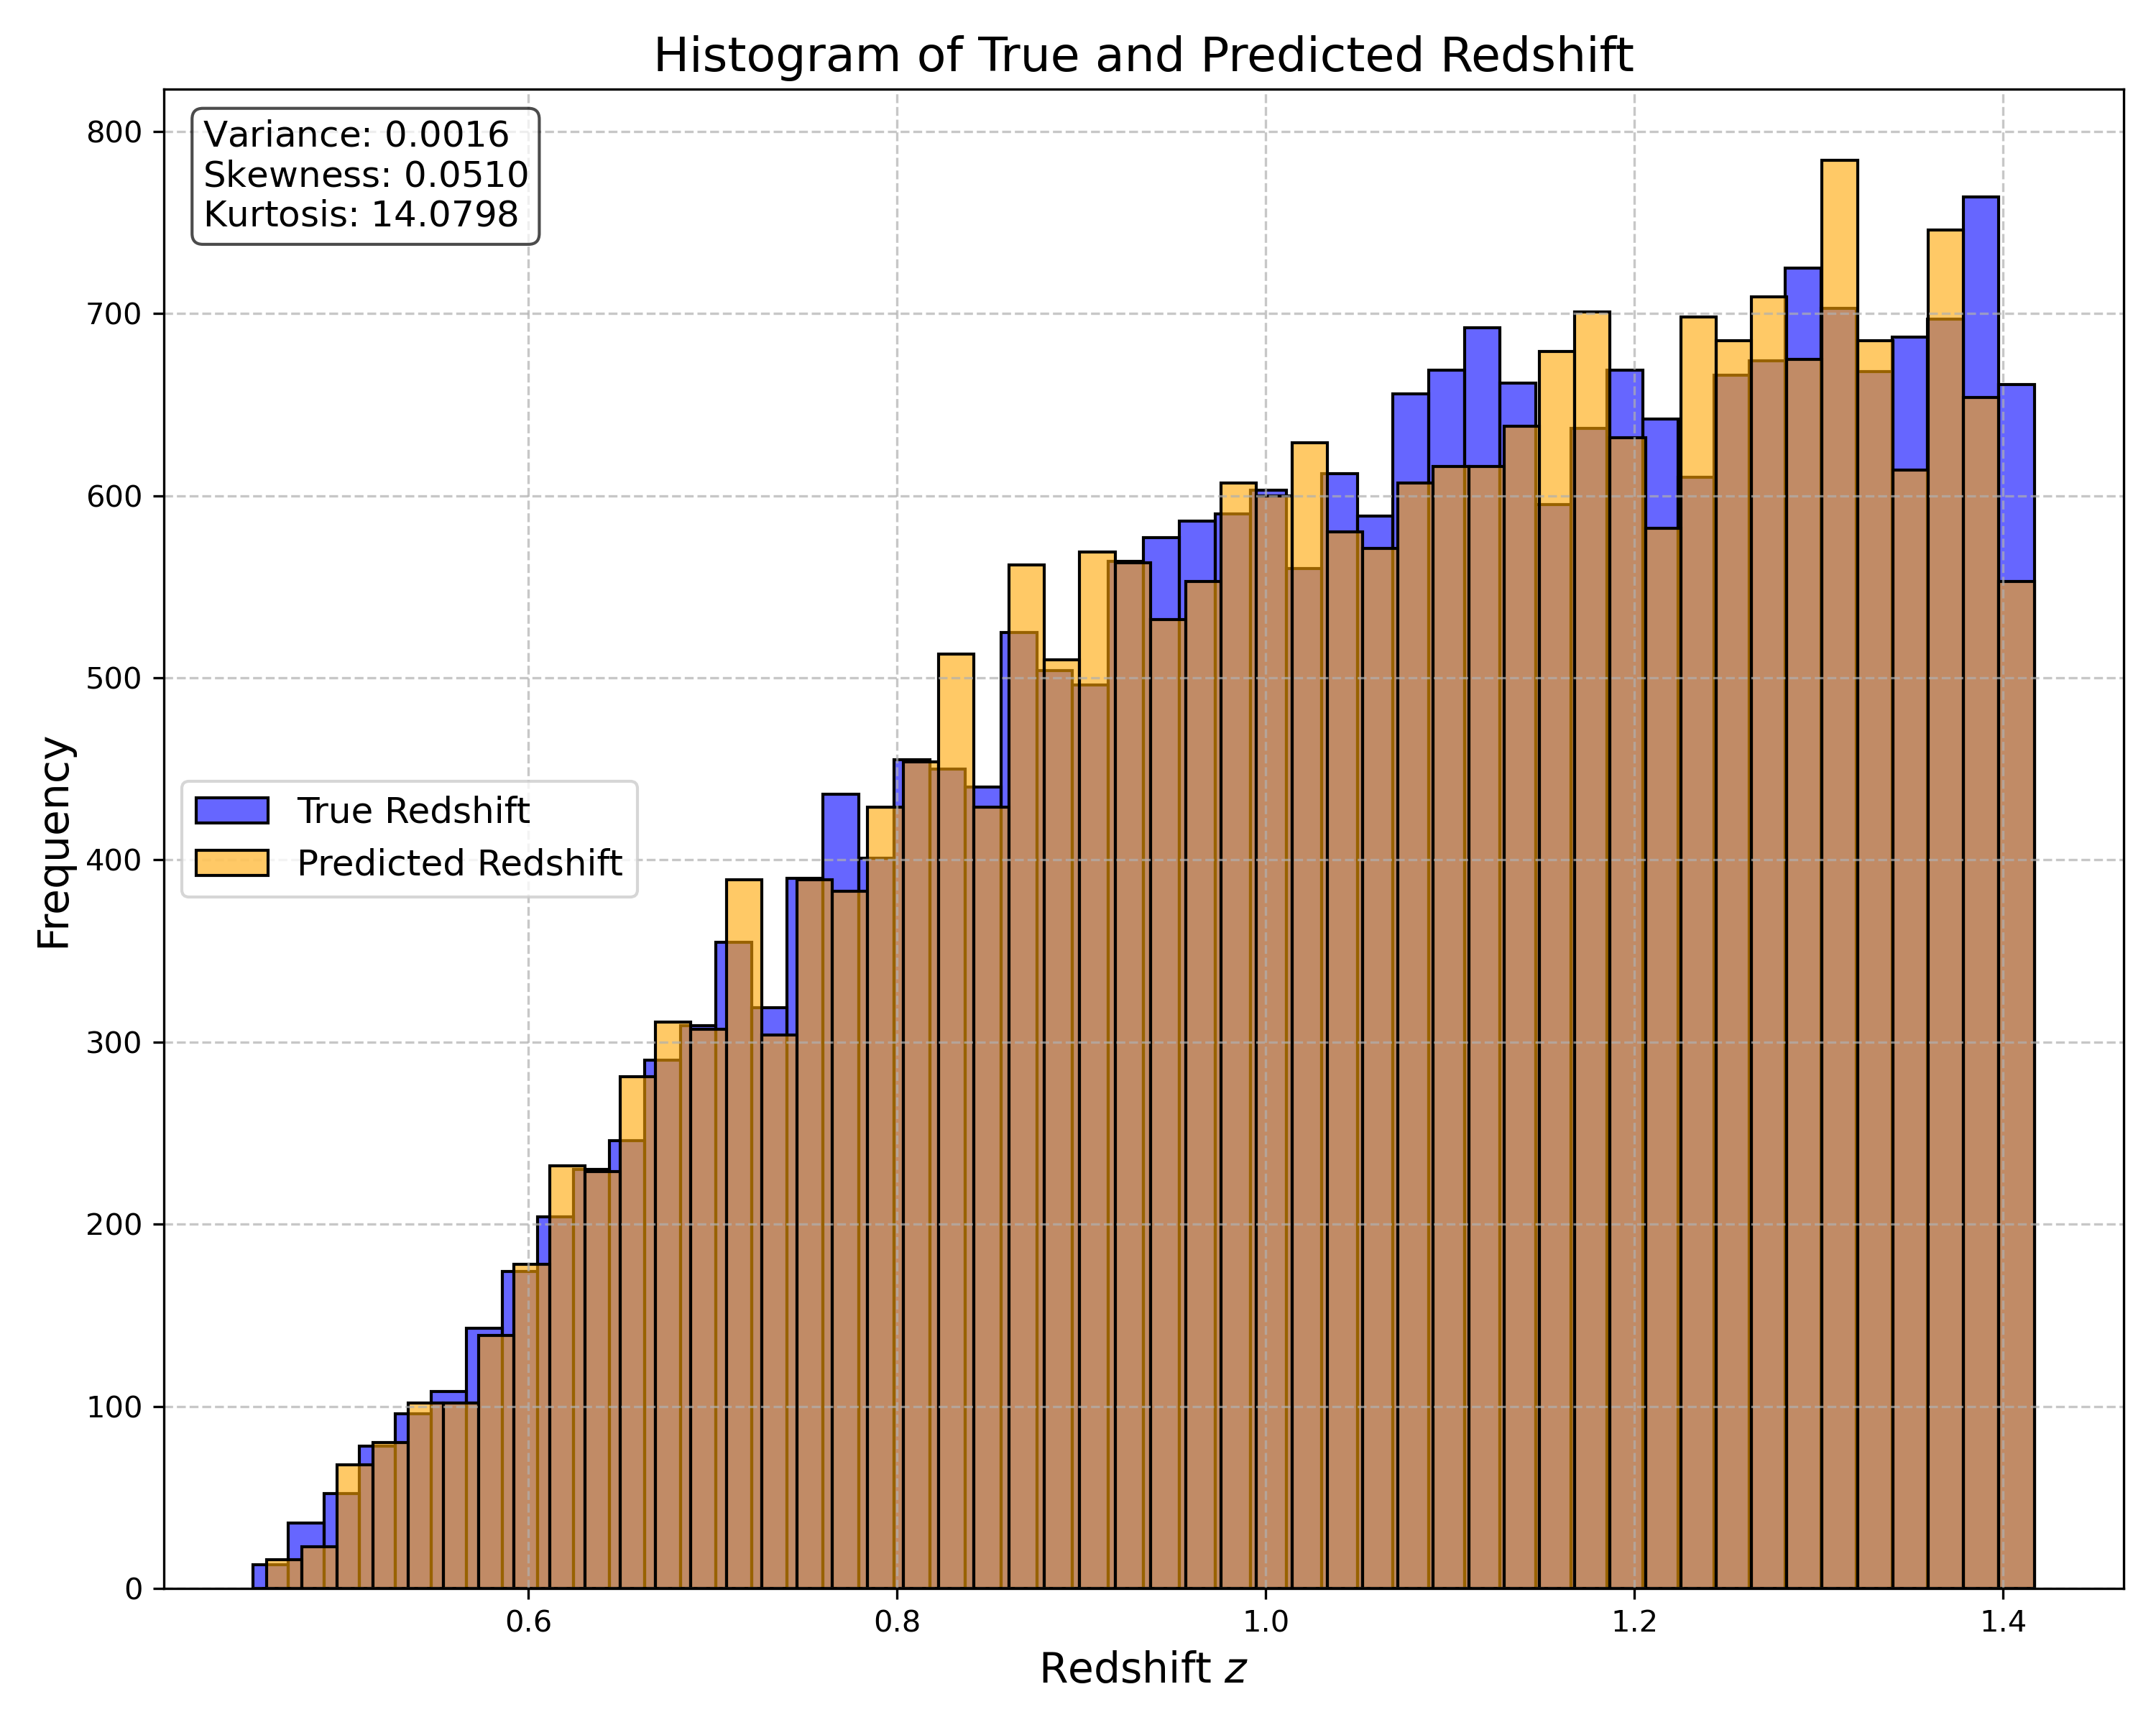 Histogram of True and Predicted Redshift
Variance: 0.0016
Skewness: 0.0510
Kurtosis: 14.0798
800
700
600
500
400
300
200
100
0
Frequency
True Redshift
Predicted Redshift
0.6
0.8
1.0
1.2
1.4
Redshift z